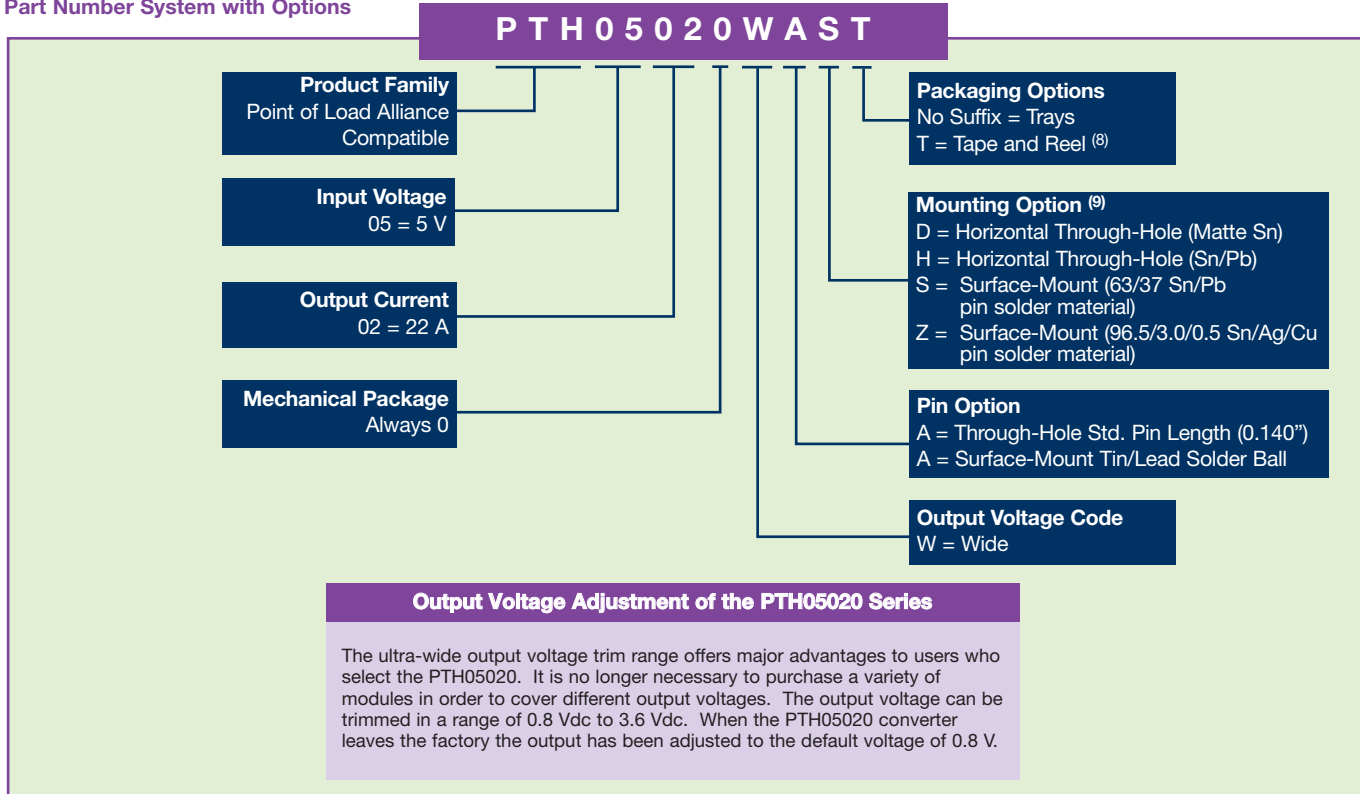 Part Number System with Options
PTH05020WAST
Product Family
Point of Load Alliance
Compatible
Input Voltage
05 = 5 V
Output Current
02 = 22 A
Mechanical Package
Always 0
Packaging Options
No Suffix = Trays
T = Tape and Reel (8)
Mounting Option (9)
D = Horizontal Through-Hole (Matte Sn)
H = Horizontal Through-Hole (Sn/Pb)
S = Surface-Mount (63/37 Sn/Pb
pin solder material)
Z = Surface-Mount (96.5/3.0/0.5 Sn/Ag/Cu
pin solder material)
Pin Option
A = Through-Hole Std. Pin Length (0.140”)
A = Surface-Mount Tin/Lead Solder Ball
Output Voltage Code
W = Wide
Output Voltage Adjustment of the PTH05020 Series
The ultra-wide output voltage trim range offers major advantages to users who
select the PTH05020. It is no longer necessary to purchase a variety of
modules in order to cover different output voltages. The output voltage can be
trimmed in a range of 0.8 Vdc to 3.6 Vdc. When the PTH05020 converter
leaves the factory the output has been adjusted to the default voltage of 0.8 V.